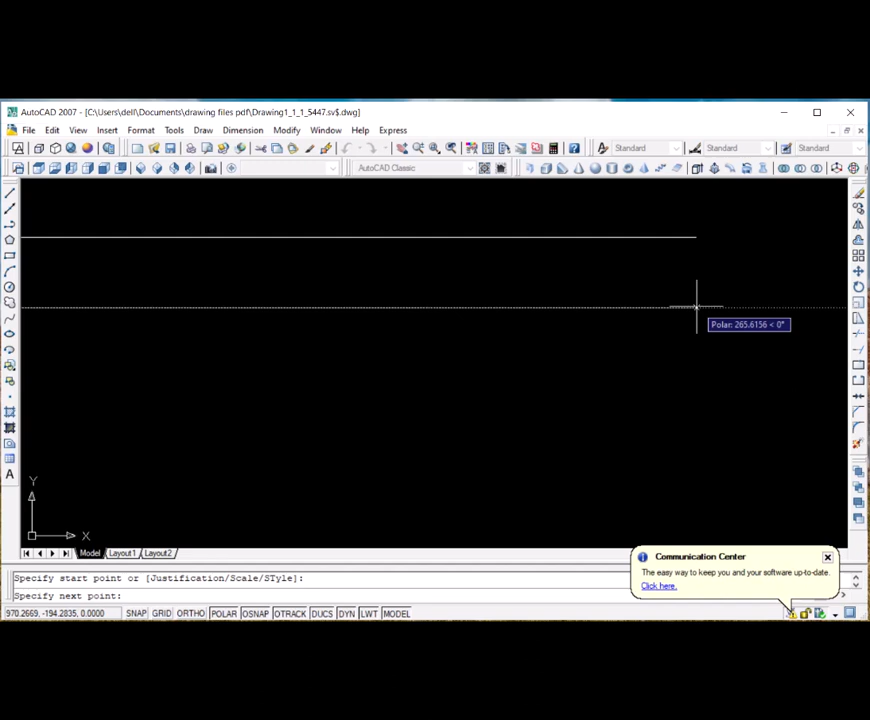 AutoCAD 2007 - [C:\Users\dell\Documents\drawing files pdf\Drawing1_1_1_5447.sv$.dwg]
File Edit View Insert Format Tools Draw Dimension Modify Window Help Express
Standard Standard Standard
AutoCAD Classic
Polar: 265.6156 < 0°
Y
X
Model Layout1 Layout2
Communication Center
The easy way to keep you and your software up-to-date.
Click here.
Specify start point or [Justification/Scale/STyle]:
Specify next point:
970.2669, -194.2835, 0.0000 SNAP GRID ORTHO POLAR OSNAP OTRACK DUCS DYN LWT MODEL
A